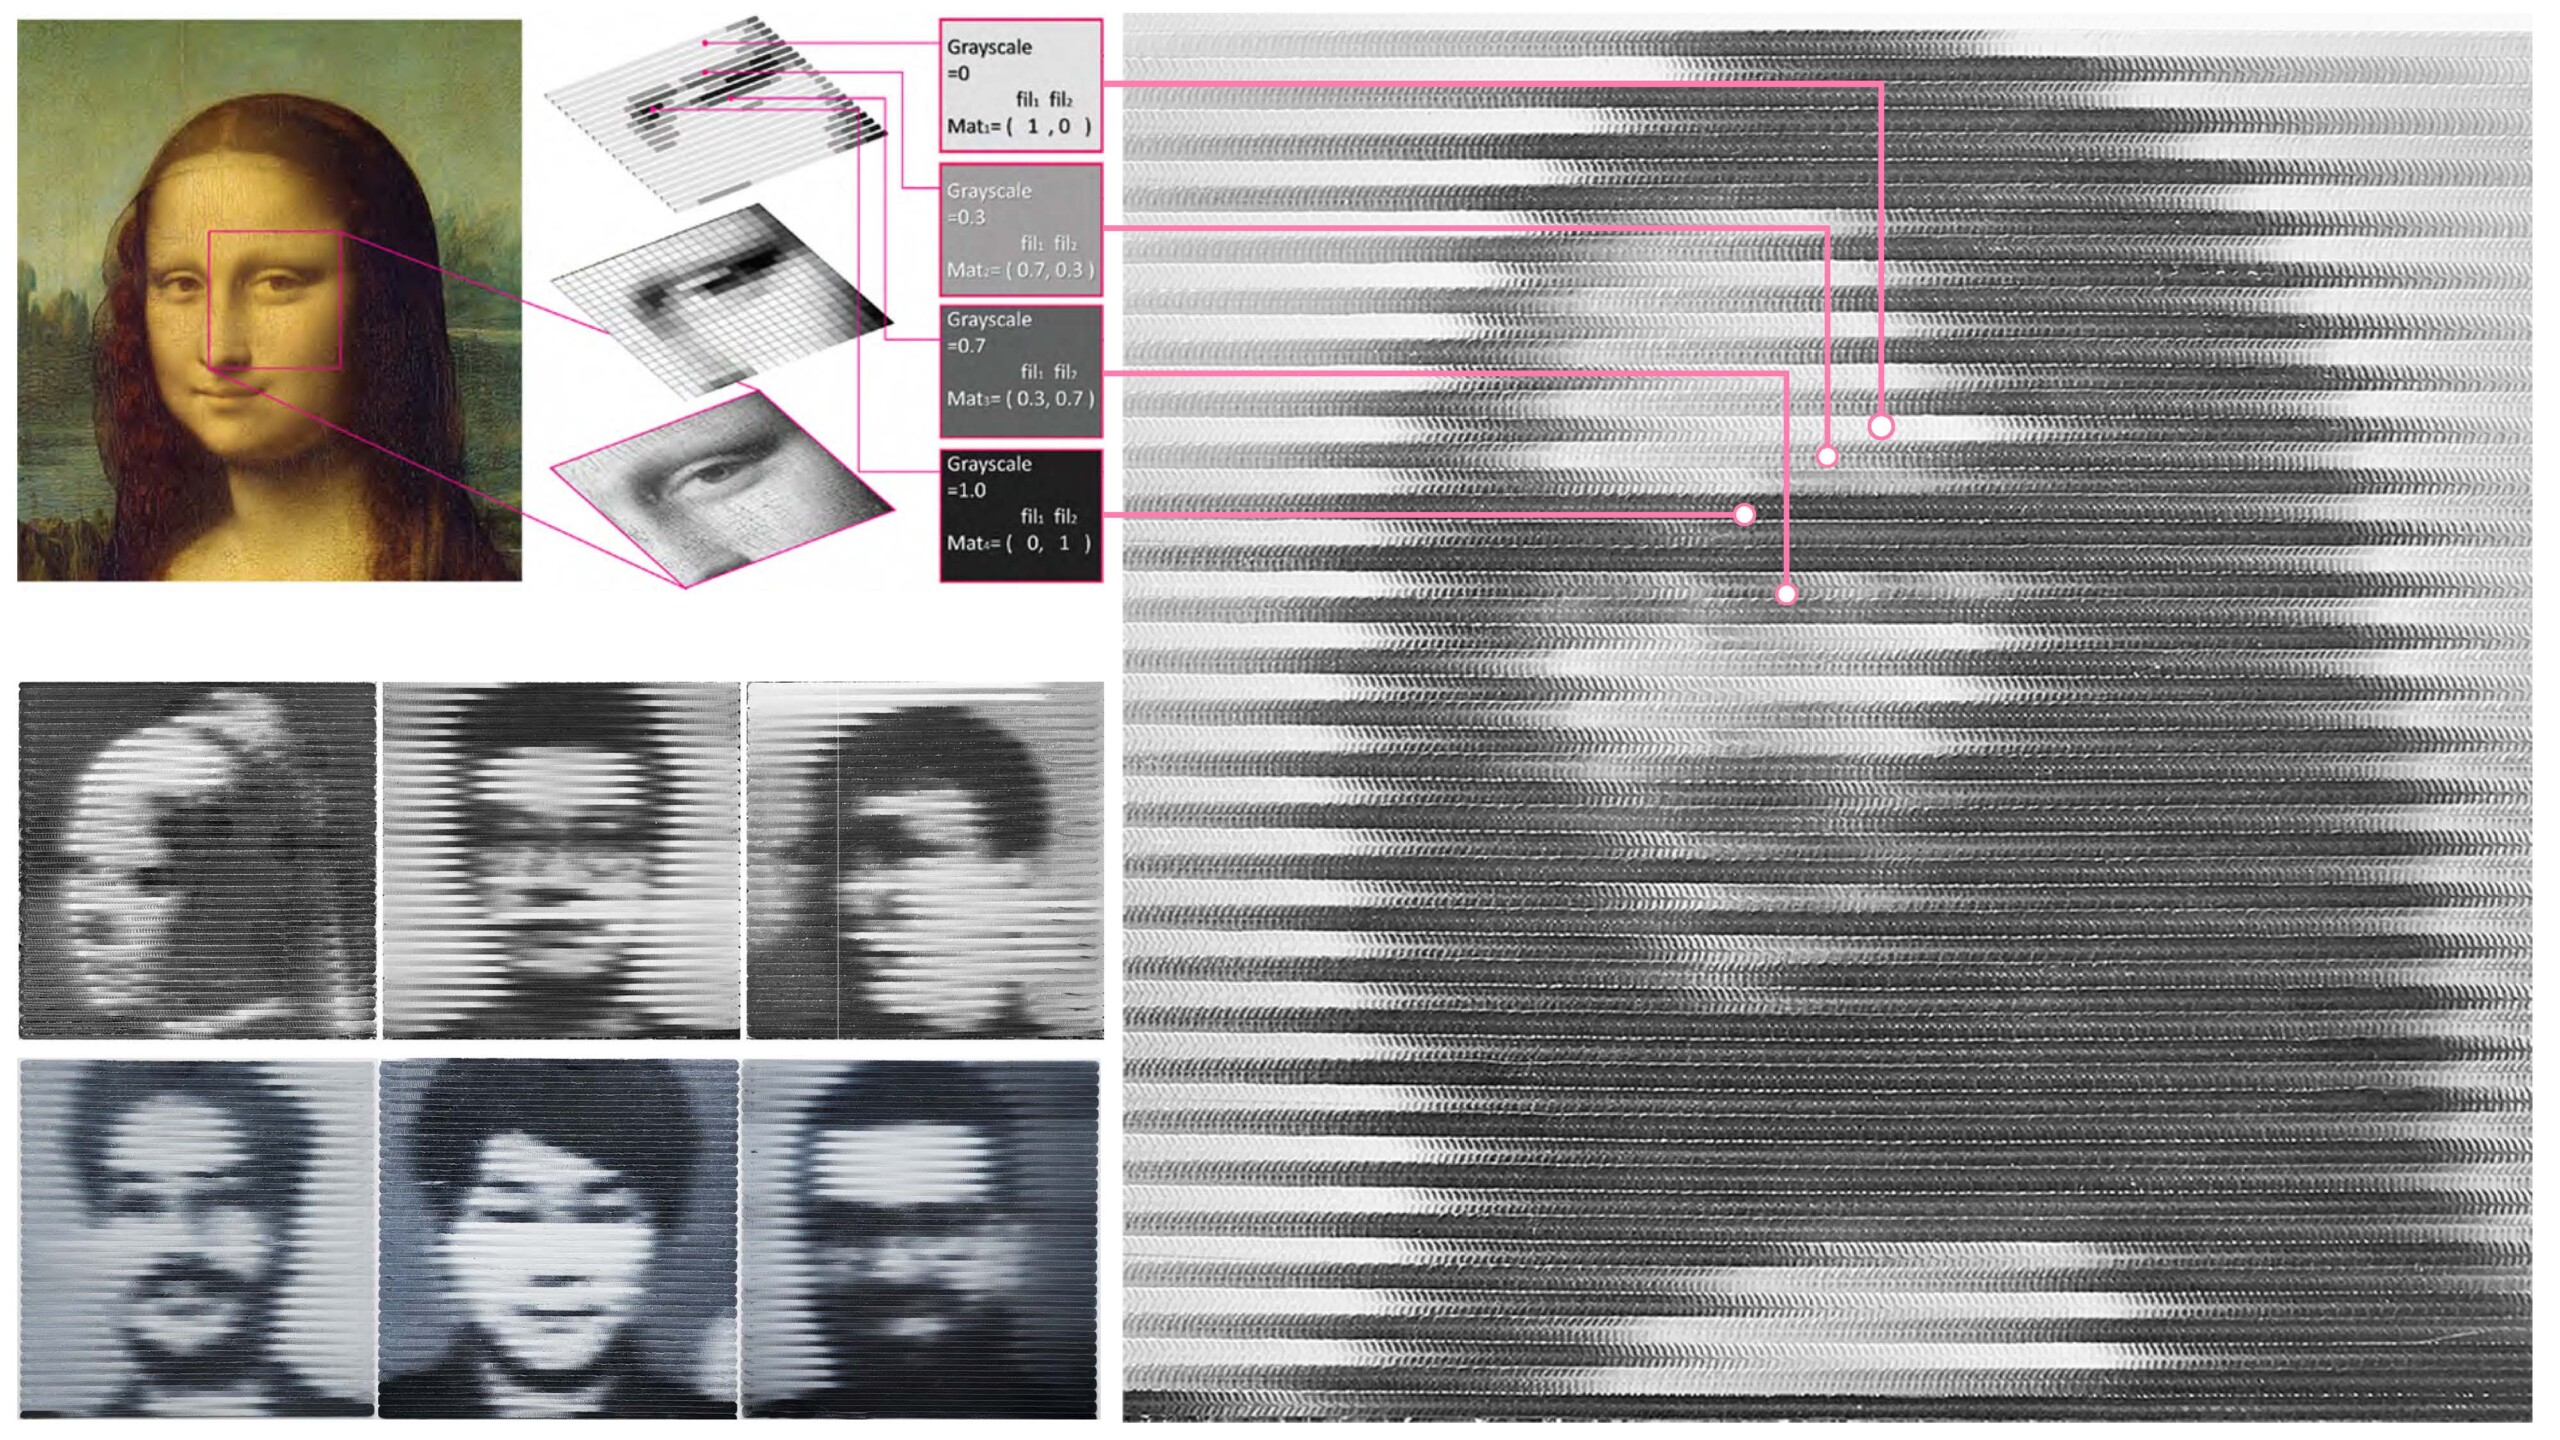 Grayscale
=0
fil₁ fil₂
Mat₁= ( 1 , 0 )
Grayscale
=0.3
fil₁ fil₂
Mat₂= ( 0.7, 0.3 )
Grayscale
=0.7
fil₁ fil₂
Mat₃= ( 0.3, 0.7 )
Grayscale
=1.0
fil₁ fil₂
Mat₄= ( 0, 1 )